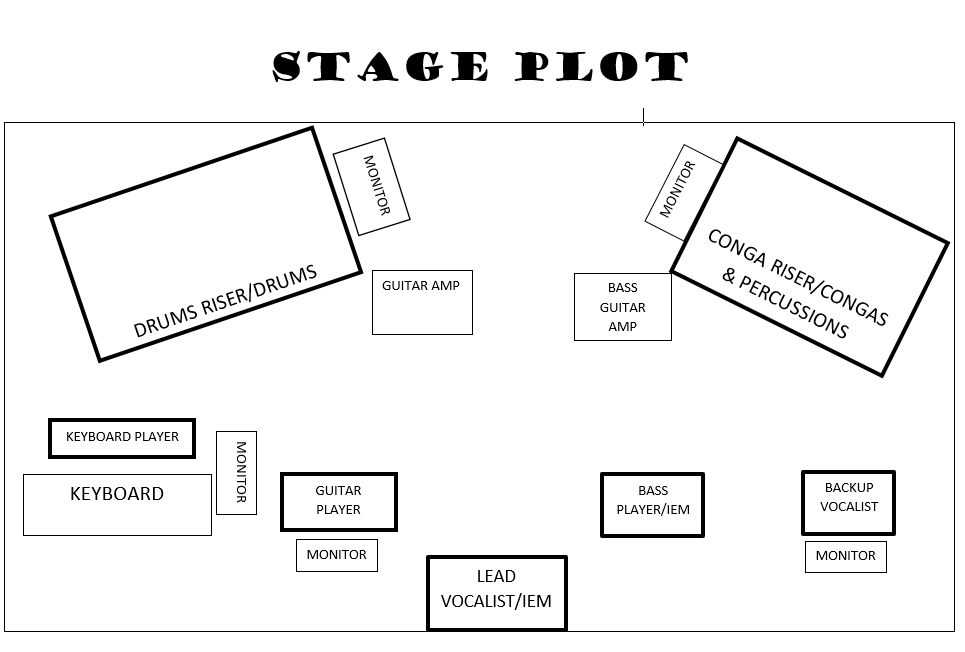 STAGE PLOT
MONITOR
MONITOR
DRUMS RISER/DRUMS
CONGA RISER/CONGAS
& PERCUSSIONS
GUITAR AMP
BASS
GUITAR
AMP
KEYBOARD PLAYER
MONITOR
KEYBOARD
GUITAR
PLAYER
BASS
PLAYER/IEM
BACKUP
VOCALIST
MONITOR
MONITOR
LEAD
VOCALIST/IEM